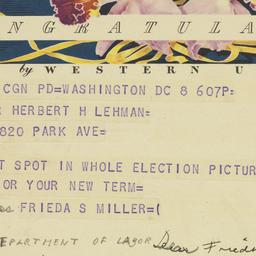 NGRATULA
by WESTERN U
CGN PD=WASHINGTON DC 8 607P=
HERBERT H LEHMAN=
820 PARK AVE=
T SPOT IN WHOLE ELECTION PICTUR
OR YOUR NEW TERM=
FRIEDA S MILLER=(
EPARTMENT OF LABOR Dear Fried